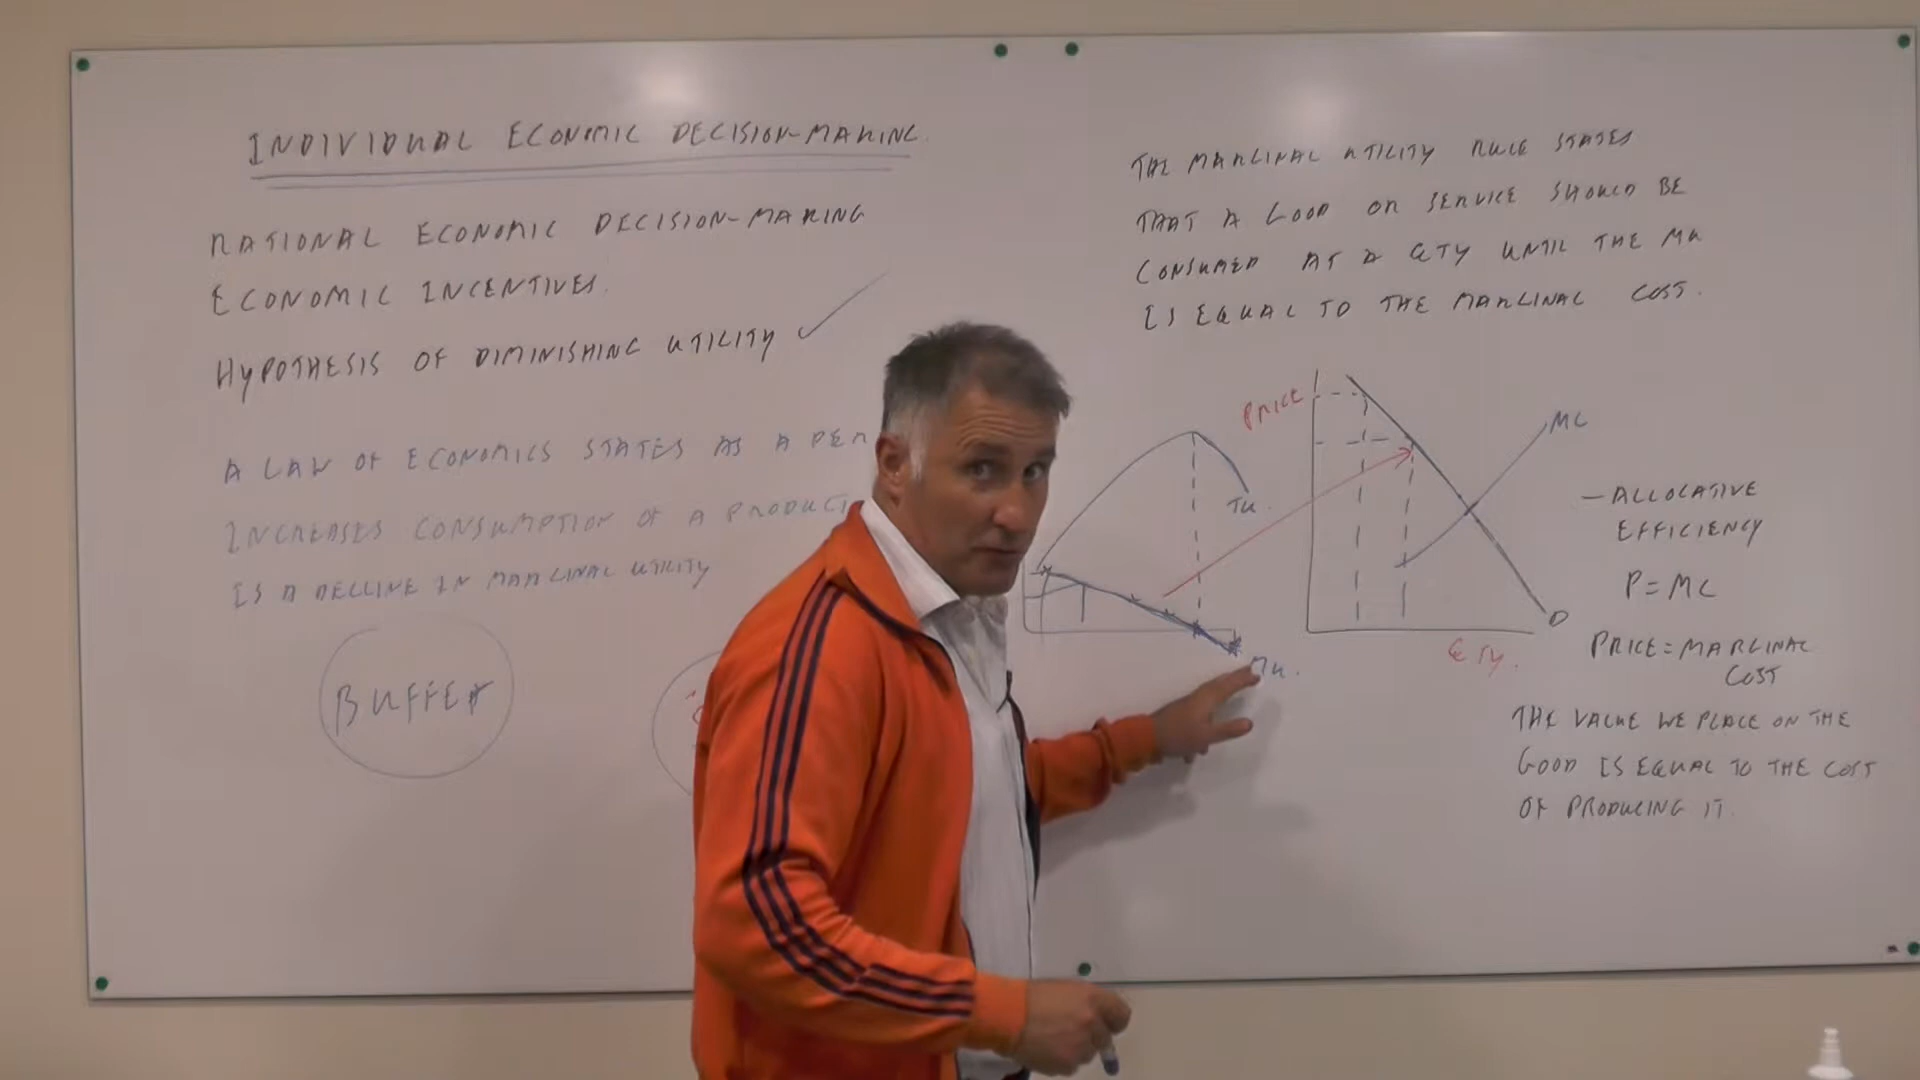 INDIVIDUAL ECONOMIC DECISION-MAKING
RATIONAL ECONOMIC DECISION-MAKING
ECONOMIC INCENTIVES.
HYPOTHESIS OF DIMINISHING UTILITY ✓
A LAW OF ECONOMICS STATES AS A PER
INCREASES CONSUMPTION OF A PRODUCT
IS A DECLINE IN MARGINAL UTILITY
BUFFET
THE MARGINAL UTILITY RULE STATES
THAT A GOOD OR SERVICE SHOULD BE
CONSUMED AT A QTY UNTIL THE MU
IS EQUAL TO THE MARGINAL COST.
TU.
MU.
PRICE
MC
D
QTY.
- ALLOCATIVE
EFFICIENCY
P=MC
PRICE=MARGINAL
COST
THE VALUE WE PLACE ON THE
GOOD IS EQUAL TO THE COST
OF PRODUCING IT